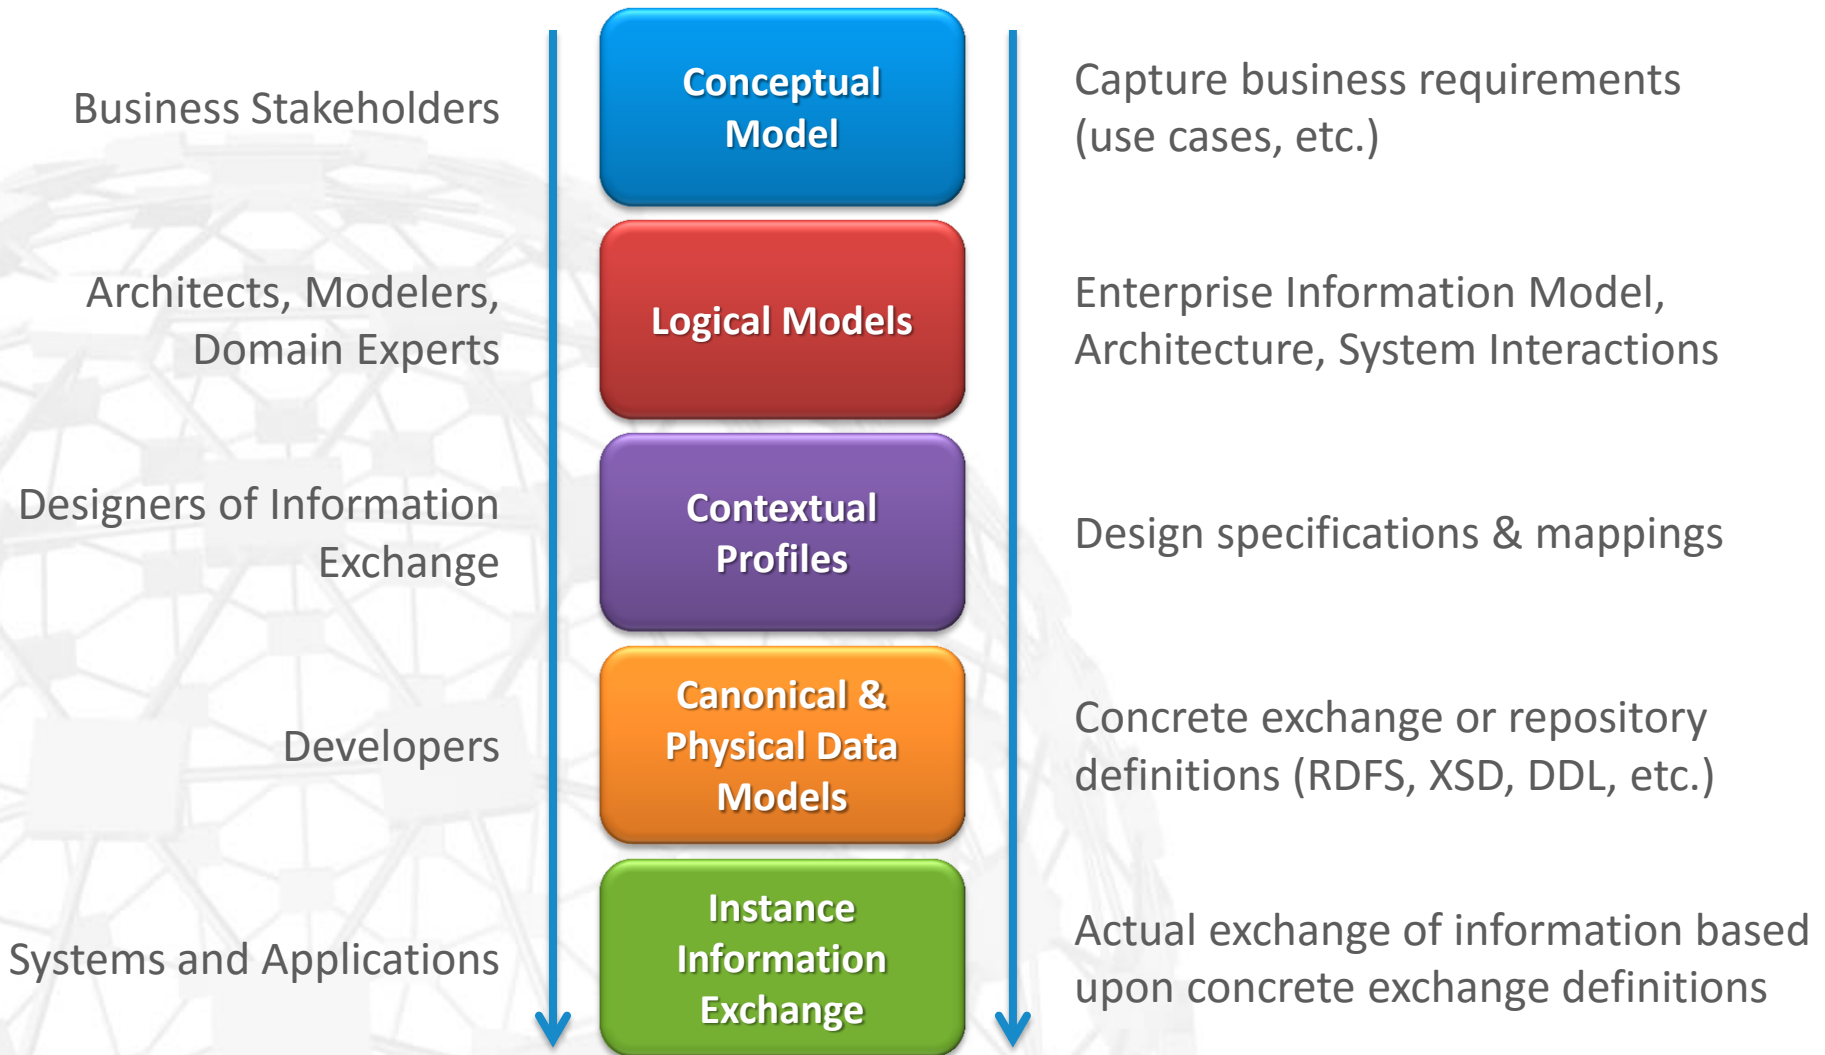 Business Stakeholders
Conceptual
Model
Capture business requirements
(use cases, etc.)
Architects, Modelers,
Domain Experts
Logical Models
Enterprise Information Model,
Architecture, System Interactions
Designers of Information
Exchange
Contextual
Profiles
Design specifications & mappings
Developers
Canonical &
Physical Data
Models
Concrete exchange or repository
definitions (RDFS, XSD, DDL, etc.)
Systems and Applications
Instance
Information
Exchange
Actual exchange of information based
upon concrete exchange definitions